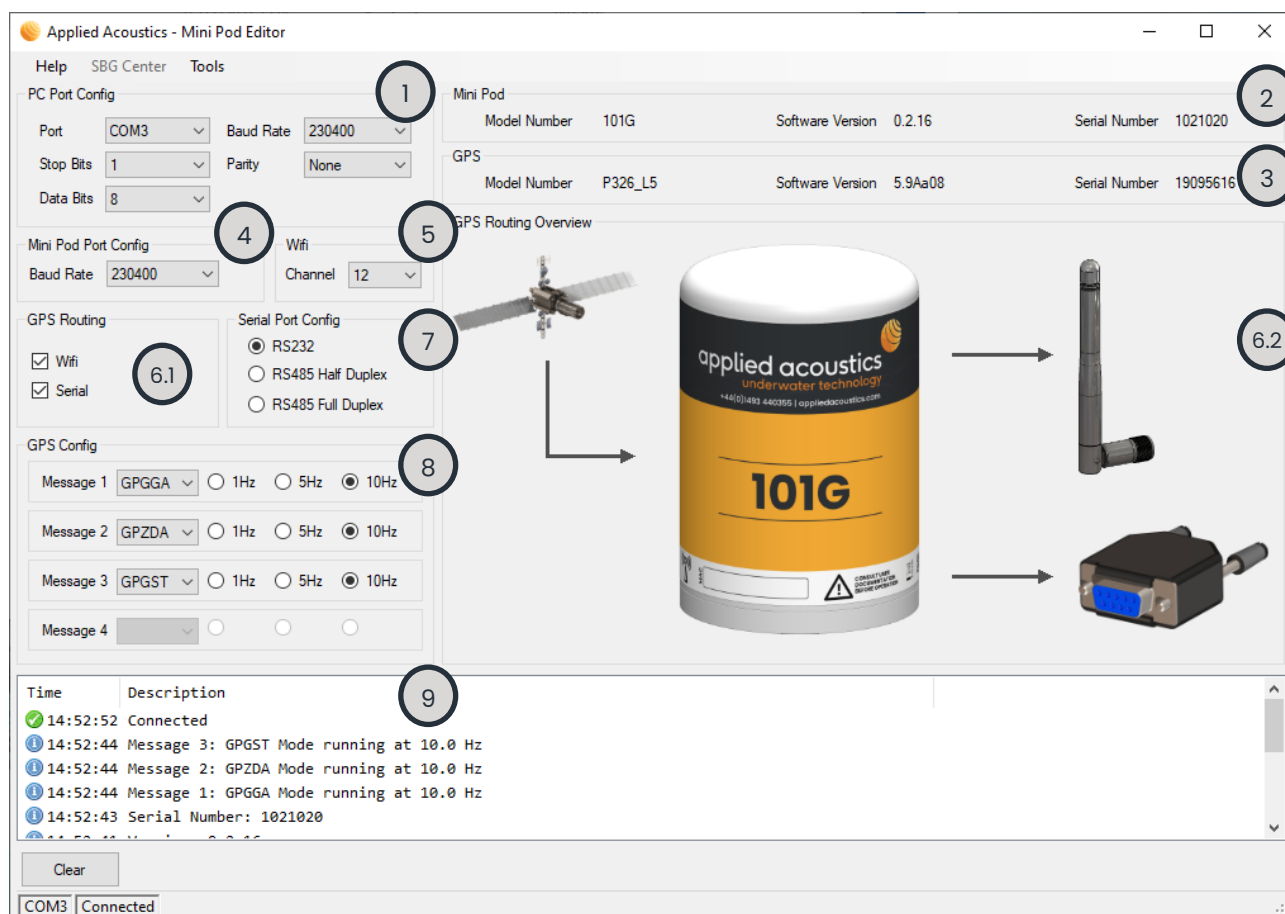 Applied Acoustics - Mini Pod Editor
Help SBG Center Tools
PC Port Config
1
Port COM3 Baud Rate 230400
Stop Bits 1 Parity None
Data Bits 8
Mini Pod
2
Model Number 101G Software Version 0.2.16 Serial Number 1021020
GPS
3
Model Number P326_L5 Software Version 5.9Aa08 Serial Number 19095616
Mini Pod Port Config
4
Baud Rate 230400
Wifi
5
Channel 12
GPS Routing Overview
applied acoustics
underwater technology
+44(0)1493 440355 | appliedacoustics.com
101G
CONSULT USER
DOCUMENTATION
BEFORE OPERATION
6.2
GPS Routing
Wifi
Serial
6.1
Serial Port Config
7
RS232
RS485 Half Duplex
RS485 Full Duplex
GPS Config
8
Message 1 GPGGA 1Hz 5Hz 10Hz
Message 2 GPZDA 1Hz 5Hz 10Hz
Message 3 GPGST 1Hz 5Hz 10Hz
Message 4
Time Description
9
14:52:52 Connected
14:52:44 Message 3: GPGST Mode running at 10.0 Hz
14:52:44 Message 2: GPZDA Mode running at 10.0 Hz
14:52:44 Message 1: GPGGA Mode running at 10.0 Hz
14:52:43 Serial Number: 1021020
Clear
COM3 Connected